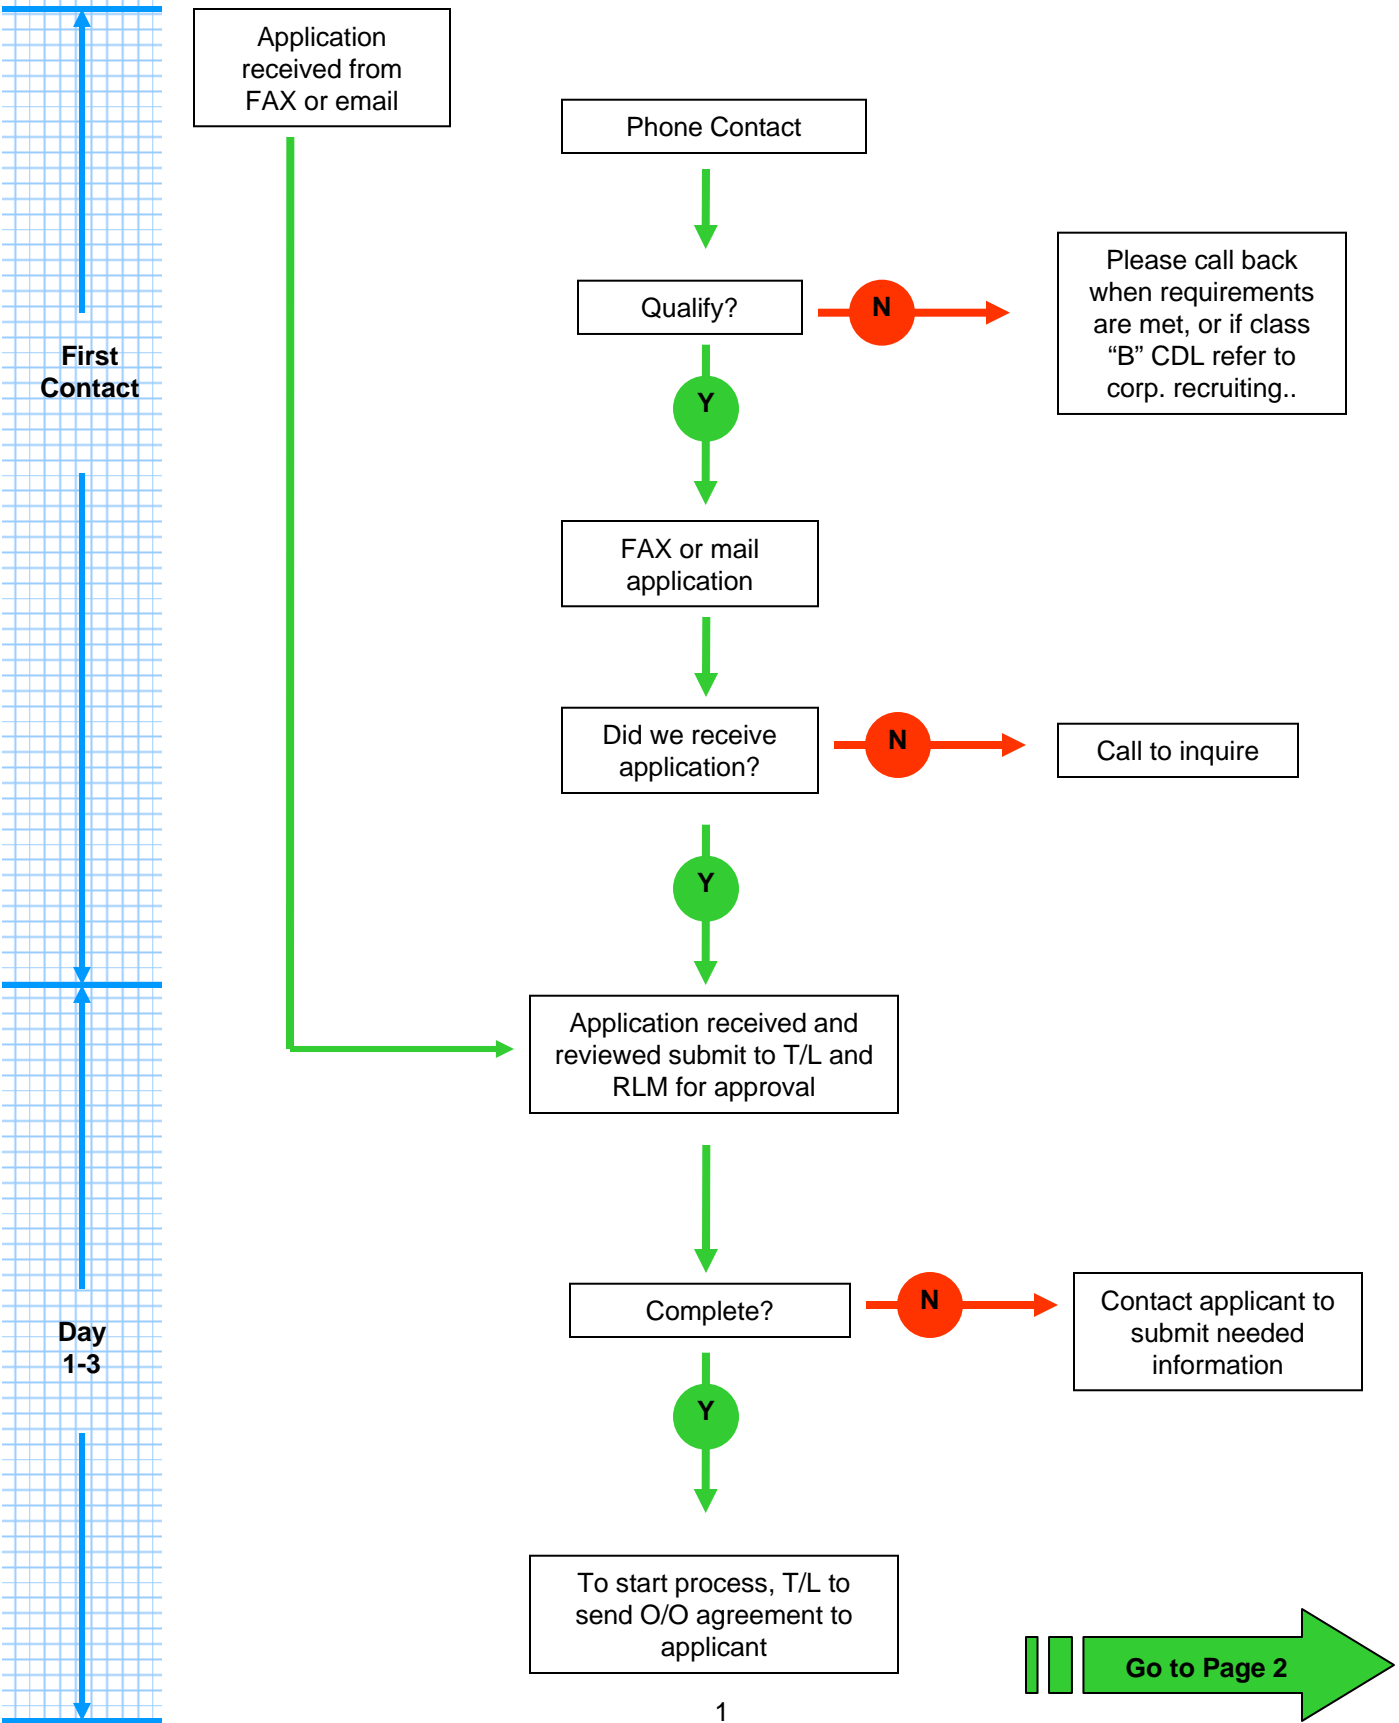 Application
received from
FAX or email
Phone Contact
Qualify?
N
Please call back
when requirements
are met, or if class
“B” CDL refer to
corp. recruiting..
First
Contact
Y
FAX or mail
application
Did we receive
application?
N
Call to inquire
Y
Application received and
reviewed submit to T/L and
RLM for approval
Complete?
N
Contact applicant to
submit needed
information
Day
1-3
Y
To start process, T/L to
send O/O agreement to
applicant
Go to Page 2
1